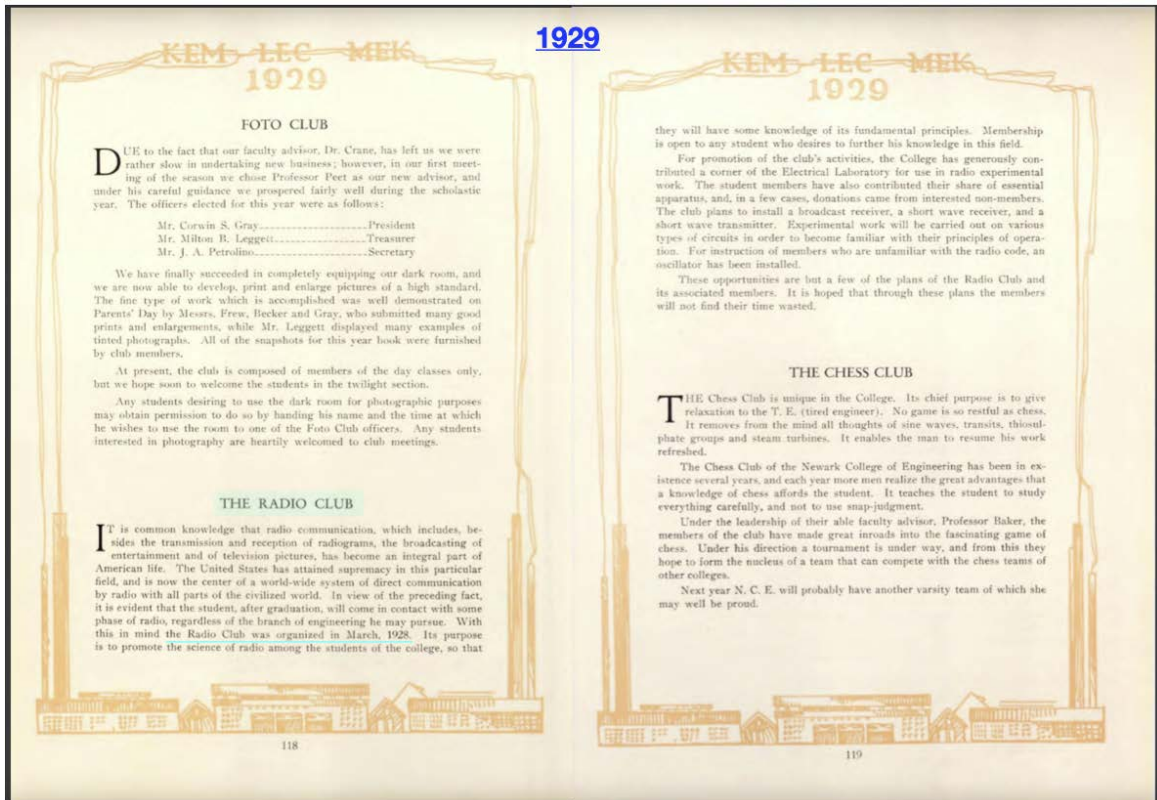 1929
KEM LEC MEK
1929
FOTO CLUB
DUE to the fact that our faculty advisor, Dr. Crane, has left us we were
rather slow in undertaking new business; however, in our first meet-
ing of the season we chose Professor Peet as our new advisor, and
under his careful guidance we prospered fairly well during the scholastic
year. The officers elected for this year were as follows:
Mr. Corwin S. Gray President
Mr. Milton B. Leggett Treasurer
Mr. J. A. Petrolino Secretary
We have finally succeeded in completely equipping our dark room, and
we are now able to develop, print and enlarge pictures of a high standard.
The fine type of work which is accomplished was well demonstrated on
Parents' Day by Messrs. Frew, Becker and Gray, who submitted many good
prints and enlargements, while Mr. Leggett displayed many examples of
tinted photographs. All of the snapshots for this year book were furnished
by club members.
At present, the club is composed of members of the day classes only,
but we hope soon to welcome the students in the twilight section.
Any students desiring to use the dark room for photographic purposes
may obtain permission to do so by handing his name and the time at which
he wishes to use the room to one of the Foto Club officers. Any students
interested in photography are heartily welcomed to club meetings.
THE RADIO CLUB
IT is common knowledge that radio communication, which includes, be-
sides the transmission and reception of radiograms, the broadcasting of
entertainment and of television pictures, has become an integral part of
American life. The United States has attained supremacy in this particular
field, and is now the center of a world-wide system of direct communication
by radio with all parts of the civilized world. In view of the preceding fact,
it is evident that the student, after graduation, will come in contact with some
phase of radio, regardless of the branch of engineering he may pursue. With
this in mind the Radio Club was organized in March, 1928. Its purpose
is to promote the science of radio among the students of the college, so that
118
KEM LEC MEK
1929
they will have some knowledge of its fundamental principles. Membership
is open to any student who desires to further his knowledge in this field.
For promotion of the club's activities, the College has generously con-
tributed a corner of the Electrical Laboratory for use in radio experimental
work. The student members have also contributed their share of essential
apparatus, and, in a few cases, donations came from interested non-members.
The club plans to install a broadcast receiver, a short wave receiver, and a
short wave transmitter. Experimental work will be carried out on various
types of circuits in order to become familiar with their principles of opera-
tion. For instruction of members who are unfamiliar with the radio code, an
oscillator has been installed.
These opportunities are but a few of the plans of the Radio Club and
its associated members. It is hoped that through these plans the members
will not find their time wasted.
THE CHESS CLUB
THE Chess Club is unique in the College. Its chief purpose is to give
relaxation to the T. E. (tired engineer). No game is so restful as chess.
It removes from the mind all thoughts of sine waves, transits, thiosul-
phate groups and steam turbines. It enables the man to resume his work
refreshed.
The Chess Club of the Newark College of Engineering has been in ex-
istence several years, and each year more men realize the great advantages that
a knowledge of chess affords the student. It teaches the student to study
everything carefully, and not to use snap-judgment.
Under the leadership of their able faculty advisor, Professor Baker, the
members of the club have made great inroads into the fascinating game of
chess. Under his direction a tournament is under way, and from this they
hope to form the nucleus of a team that can compete with the chess teams of
other colleges.
Next year N. C. E. will probably have another varsity team of which she
may well be proud.
119